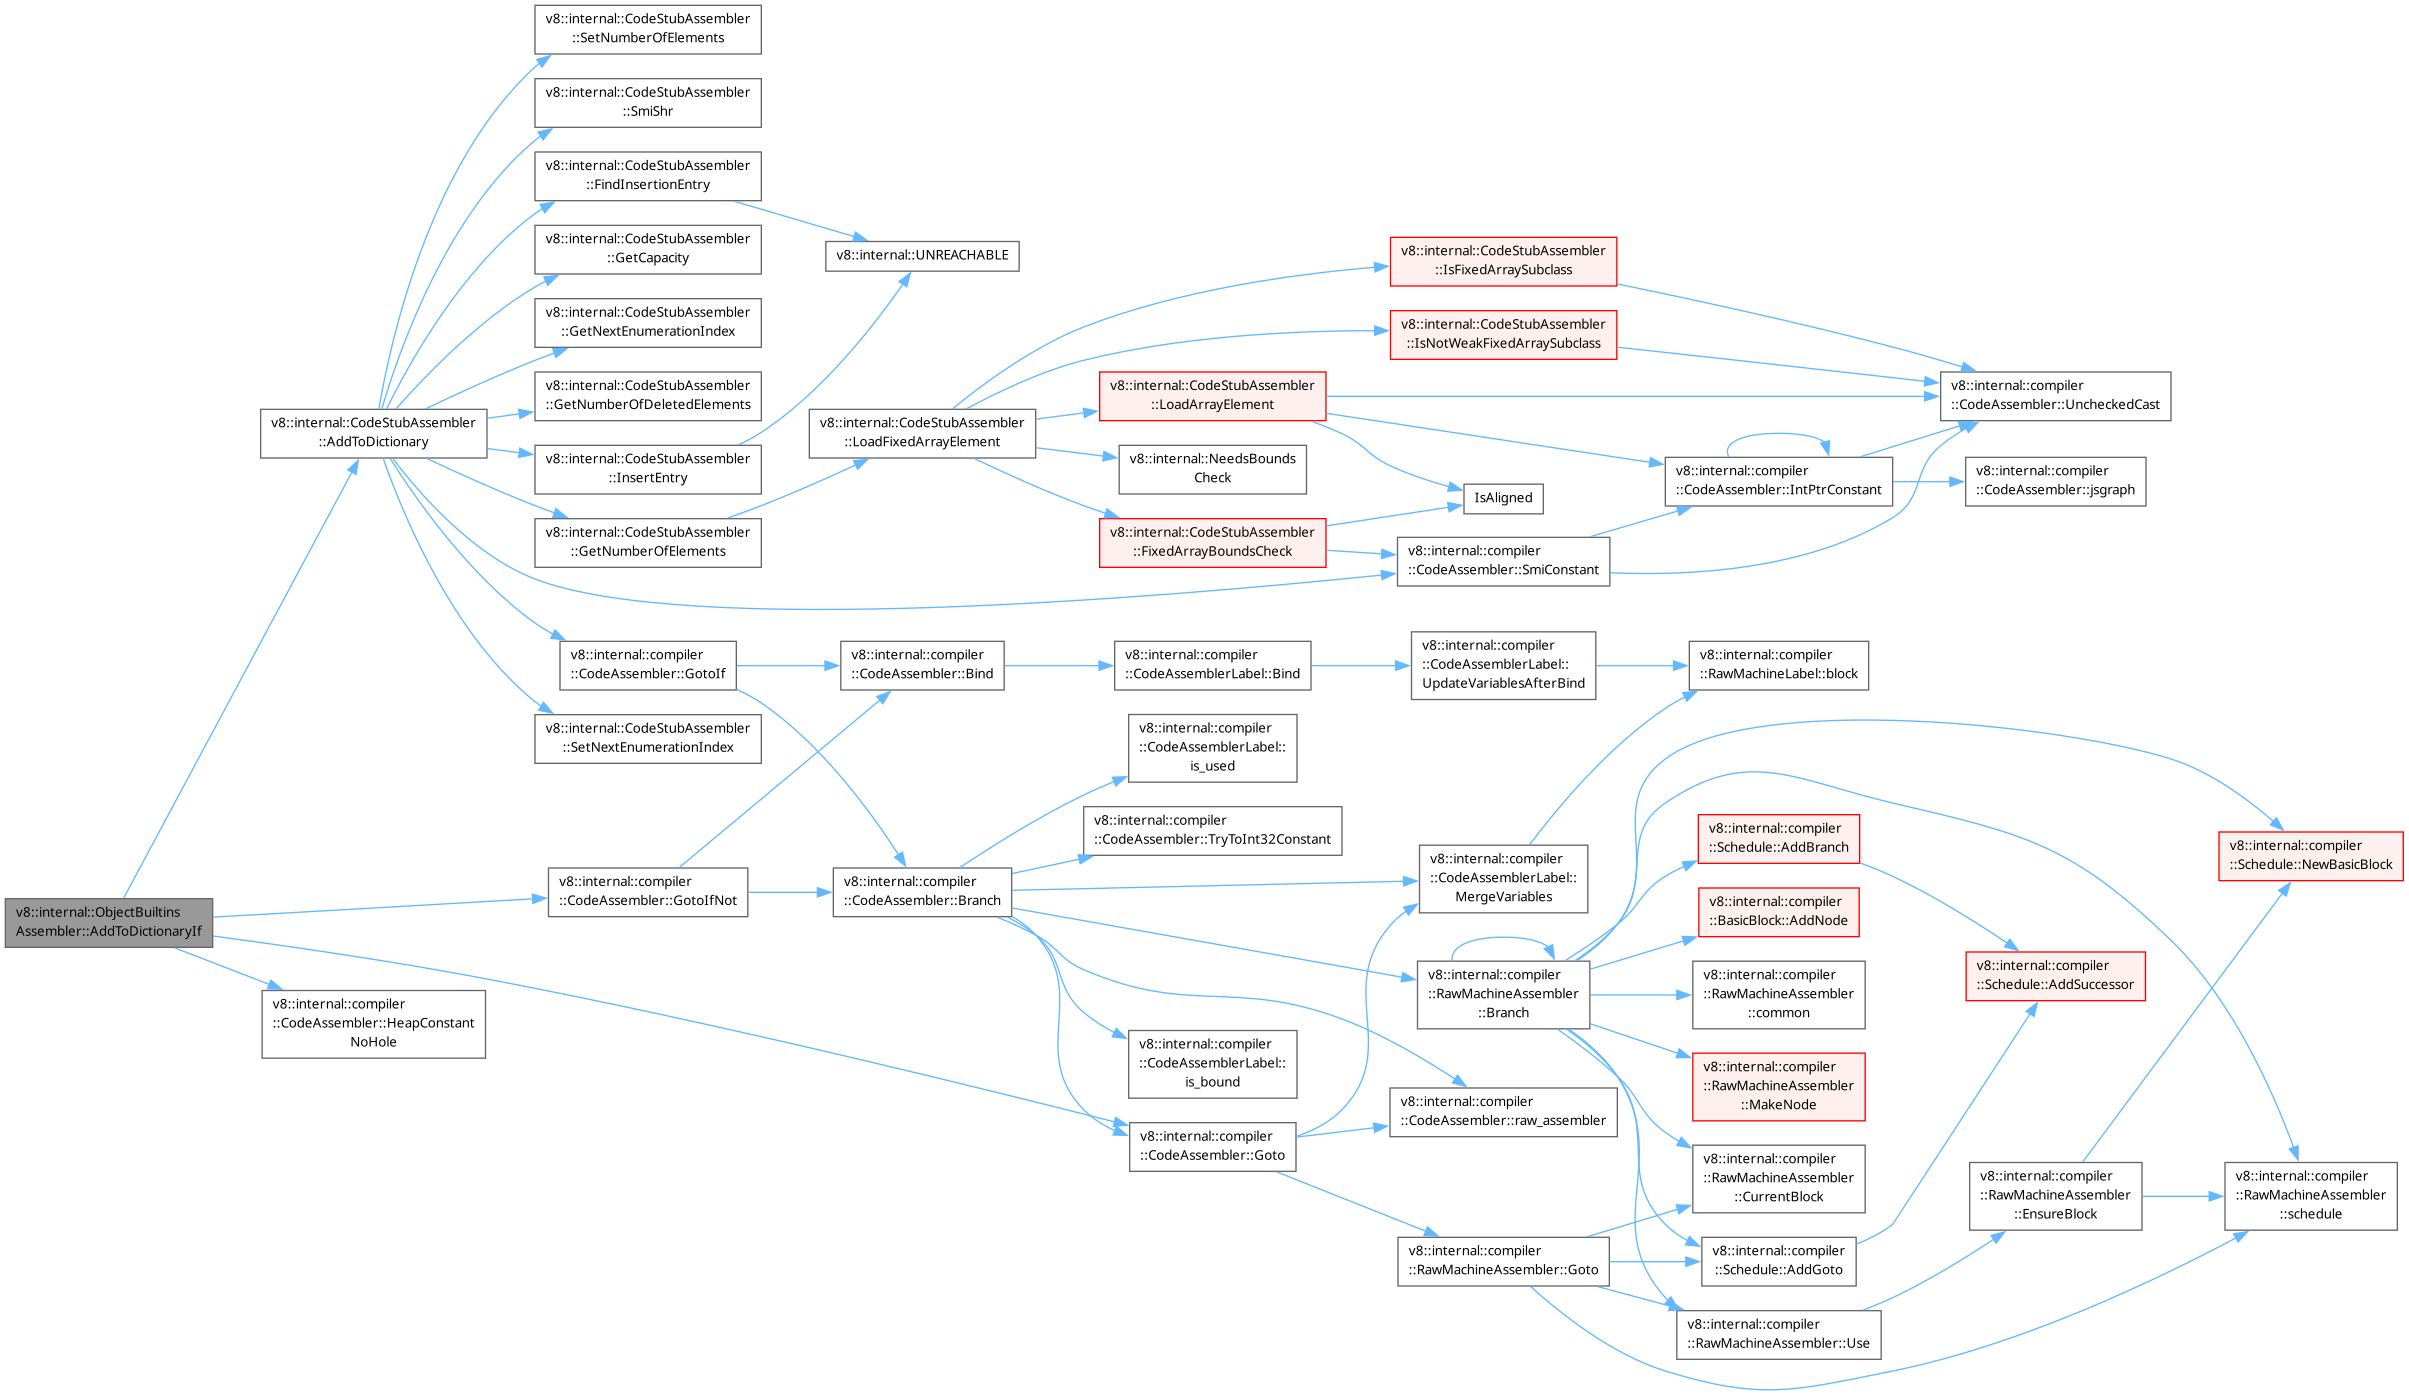 v8::internal::ObjectBuiltins
Assembler::AddToDictionaryIf
v8::internal::CodeStubAssembler
::AddToDictionary
v8::internal::compiler
::CodeAssembler::HeapConstant
NoHole
v8::internal::CodeStubAssembler
::SetNumberOfElements
v8::internal::CodeStubAssembler
::SmiShr
v8::internal::CodeStubAssembler
::FindInsertionEntry
v8::internal::CodeStubAssembler
::GetCapacity
v8::internal::CodeStubAssembler
::GetNextEnumerationIndex
v8::internal::CodeStubAssembler
::GetNumberOfDeletedElements
v8::internal::CodeStubAssembler
::InsertEntry
v8::internal::CodeStubAssembler
::GetNumberOfElements
v8::internal::compiler
::CodeAssembler::GotoIf
v8::internal::CodeStubAssembler
::SetNextEnumerationIndex
v8::internal::compiler
::CodeAssembler::GotoIfNot
v8::internal::UNREACHABLE
v8::internal::CodeStubAssembler
::LoadFixedArrayElement
v8::internal::compiler
::CodeAssembler::Bind
v8::internal::compiler
::CodeAssembler::Branch
v8::internal::CodeStubAssembler
::LoadArrayElement
v8::internal::NeedsBounds
Check
v8::internal::CodeStubAssembler
::FixedArrayBoundsCheck
v8::internal::compiler
::CodeAssemblerLabel::Bind
v8::internal::compiler
::CodeAssemblerLabel::
is_used
v8::internal::compiler
::CodeAssembler::TryToInt32Constant
v8::internal::compiler
::CodeAssemblerLabel::
is_bound
v8::internal::compiler
::CodeAssembler::Goto
v8::internal::CodeStubAssembler
::IsFixedArraySubclass
v8::internal::CodeStubAssembler
::IsNotWeakFixedArraySubclass
IsAligned
v8::internal::compiler
::CodeAssembler::SmiConstant
v8::internal::compiler
::CodeAssemblerLabel::
UpdateVariablesAfterBind
v8::internal::compiler
::CodeAssemblerLabel::
MergeVariables
v8::internal::compiler
::RawMachineAssembler
::Branch
v8::internal::compiler
::CodeAssembler::raw_assembler
v8::internal::compiler
::RawMachineAssembler::Goto
v8::internal::compiler
::CodeAssembler::IntPtrConstant
v8::internal::compiler
::RawMachineLabel::block
v8::internal::compiler
::Schedule::AddBranch
v8::internal::compiler
::BasicBlock::AddNode
v8::internal::compiler
::RawMachineAssembler
::common
v8::internal::compiler
::RawMachineAssembler
::MakeNode
v8::internal::compiler
::RawMachineAssembler
::CurrentBlock
v8::internal::compiler
::Schedule::AddGoto
v8::internal::compiler
::RawMachineAssembler::Use
v8::internal::compiler
::CodeAssembler::UncheckedCast
v8::internal::compiler
::CodeAssembler::jsgraph
v8::internal::compiler
::Schedule::AddSuccessor
v8::internal::compiler
::RawMachineAssembler
::EnsureBlock
v8::internal::compiler
::Schedule::NewBasicBlock
v8::internal::compiler
::RawMachineAssembler
::schedule